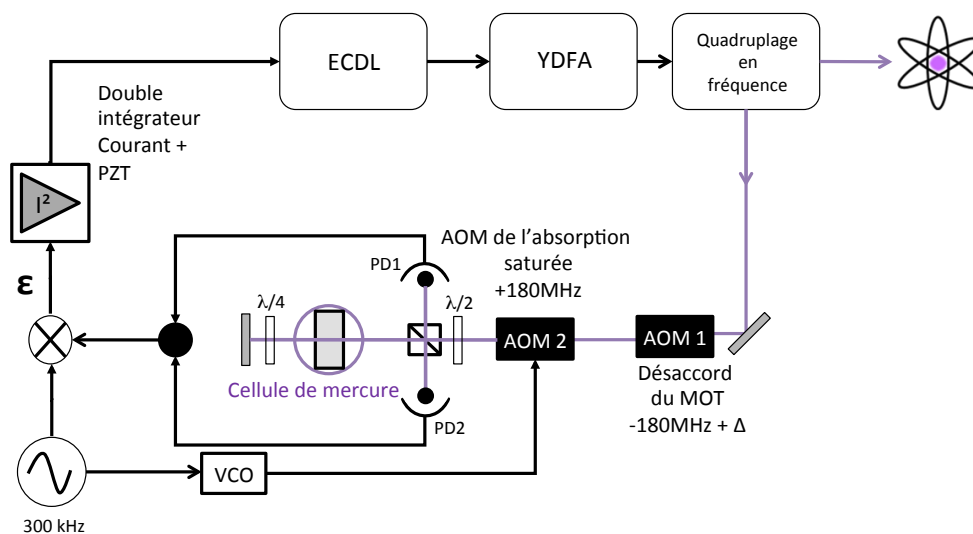 ECDL
YDFA
Quadruplage
en
fréquence
Double
intégrateur
Courant +
PZT
I²
ε
AOM de l'absorption
saturée
+180MHz
PD1
λ/4
λ/2
AOM 2
AOM 1
Cellule de mercure
Désaccord
du MOT
-180MHz + Δ
PD2
VCO
300 kHz